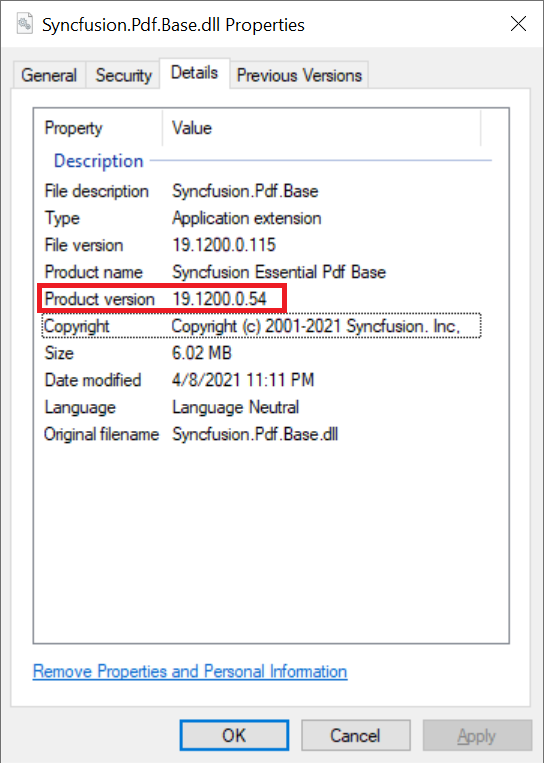 Syncfusion.Pdf.Base.dll Properties
General Security Details Previous Versions
Property Value
Description
File description Syncfusion.Pdf.Base
Type Application extension
File version 19.1200.0.115
Product name Syncfusion Essential Pdf Base
Product version 19.1200.0.54
Copyright Copyright (c) 2001-2021 Syncfusion. Inc,
Size 6.02 MB
Date modified 4/8/2021 11:11 PM
Language Language Neutral
Original filename Syncfusion.Pdf.Base.dll
Remove Properties and Personal Information
OK Cancel Apply